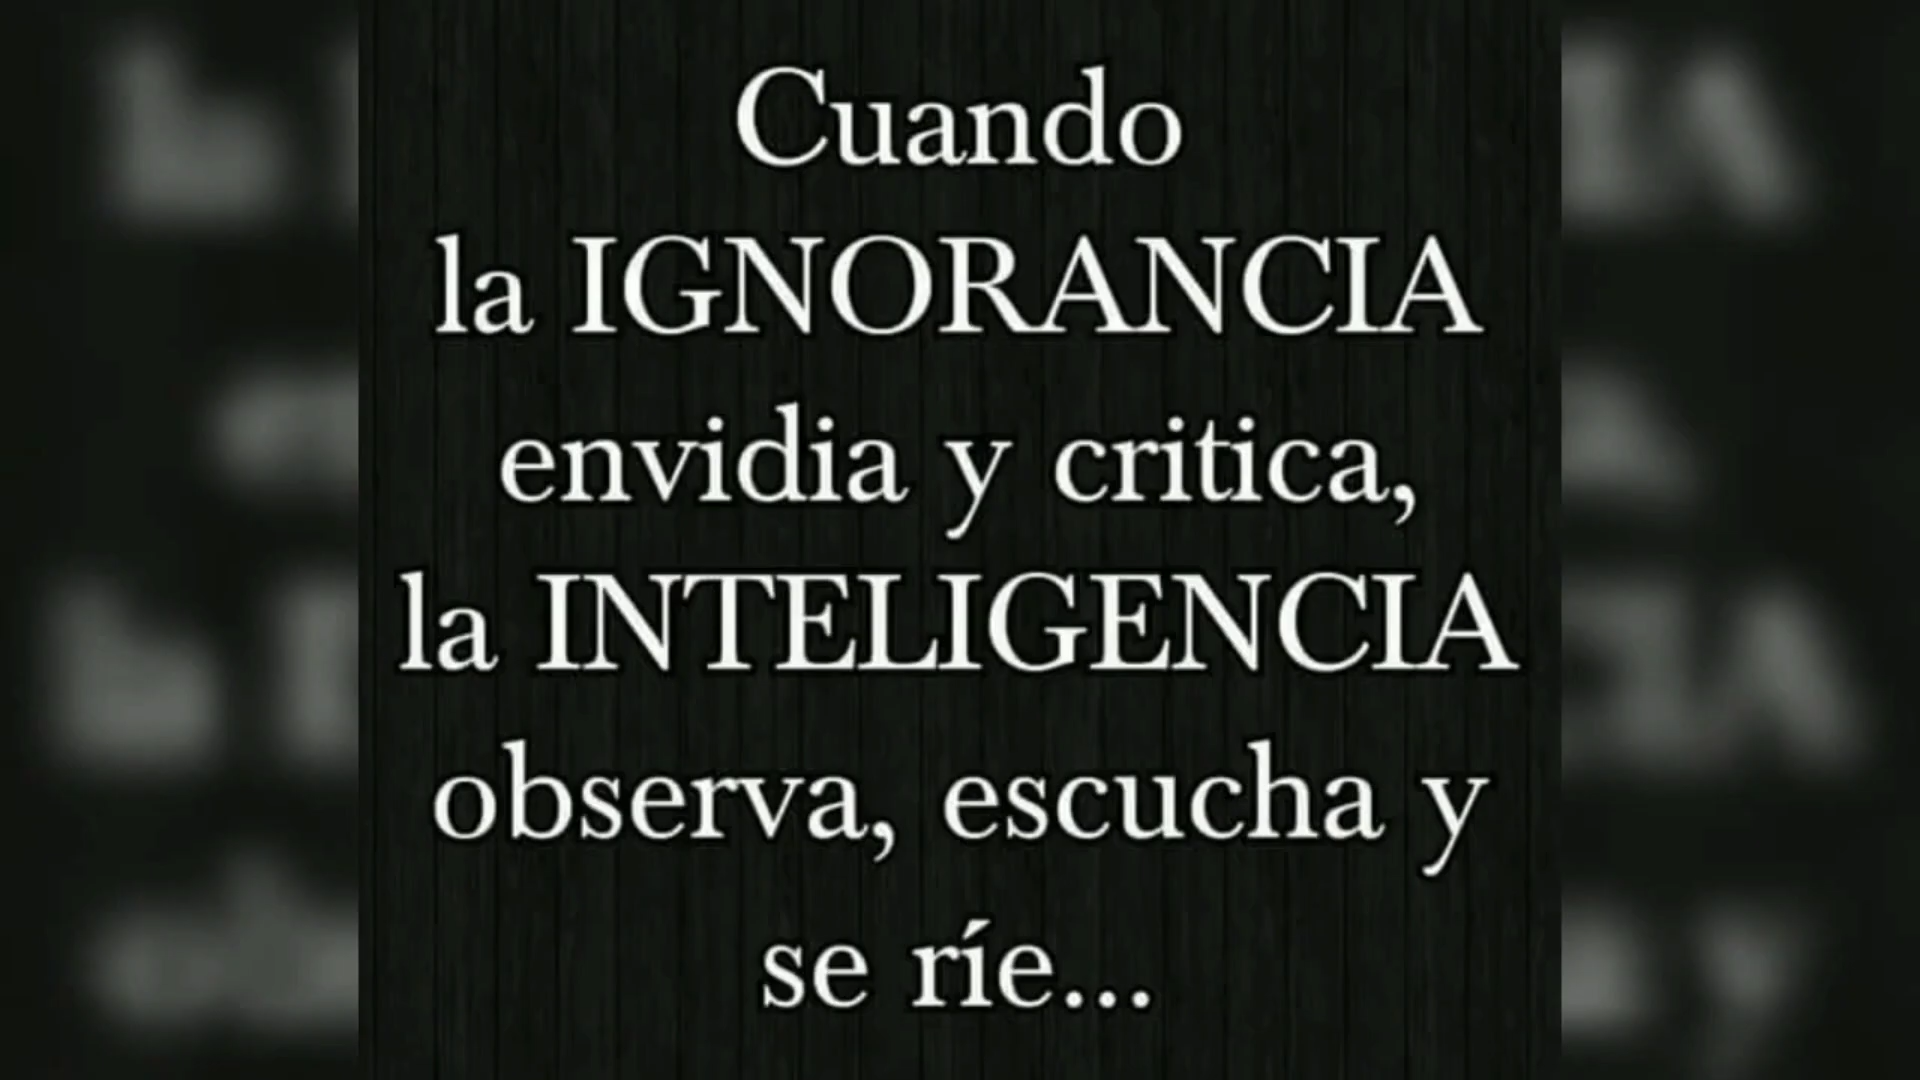 Cuando
la IGNORANCIA
envidia y critica,
la INTELIGENCIA
observa, escucha y
se ríe...